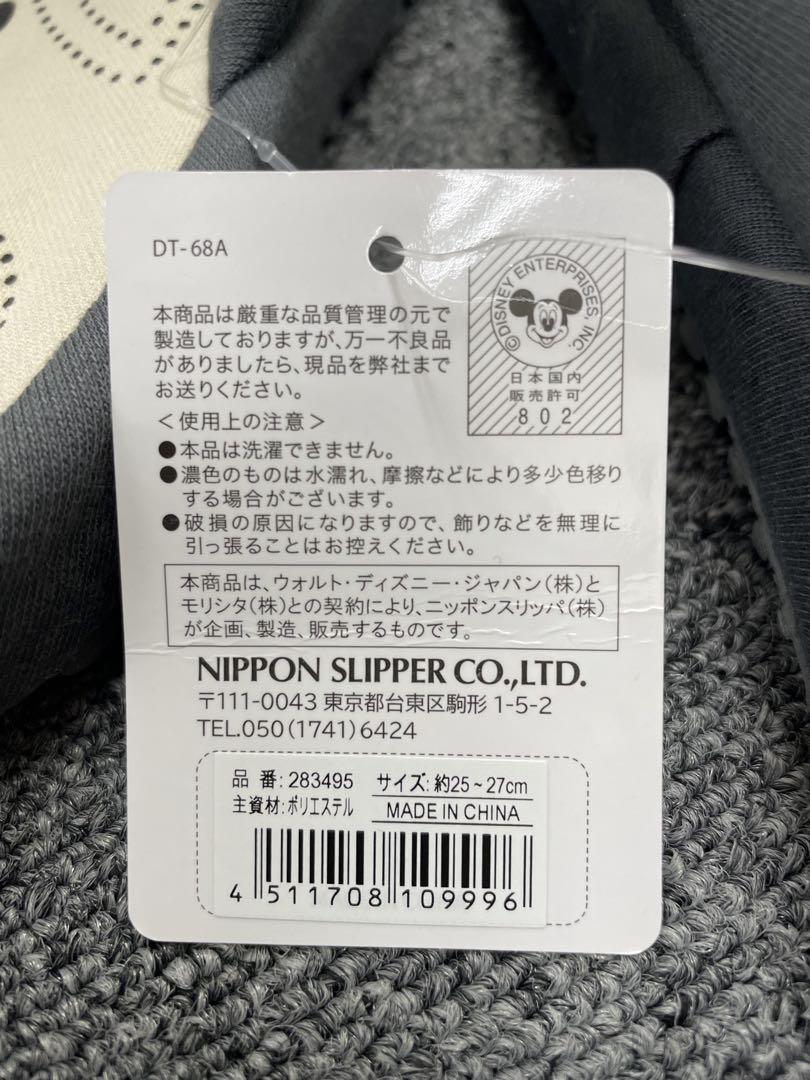 DT-68A
©DISNEY ENTERPRISES, INC.
日本国内
販売許可
802
本商品は厳重な品質管理の元で
製造しておりますが、万一不良品
がありましたら、現品を弊社まで
お送りください。
＜使用上の注意＞
●本品は洗濯できません。
●濃色のものは水濡れ、摩擦などにより多少色移り
する場合がございます。
●破損の原因になりますので、飾りなどを無理に
引っ張ることはお控えください。
本商品は、ウォルト・ディズニー・ジャパン(株)と
モリシタ(株)との契約により、ニッポンスリッパ(株)
が企画、製造、販売するものです。
NIPPON SLIPPER CO.,LTD.
〒111-0043 東京都台東区駒形 1-5-2
TEL.050(1741)6424
品 番:283495 サイズ:約25~27cm
主資材:ポリエステル MADE IN CHINA
4 511708 109996